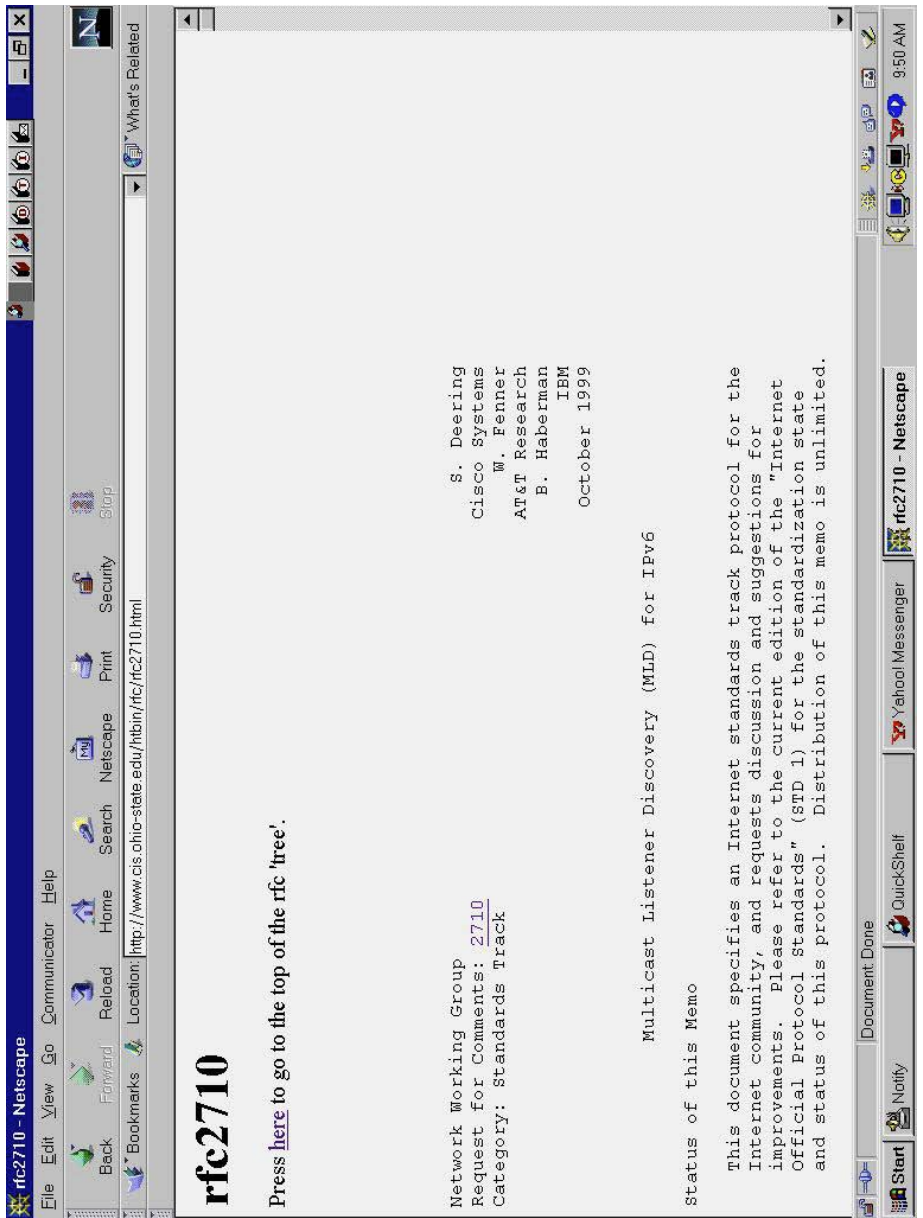 rfc2710 - Netscape
File Edit View Go Communicator Help
Back Forward Reload Home Search Netscape Print Security Stop
Bookmarks Location: http://www.cis.ohio-state.edu/htbin/rfc/rfc2710.html What's Related
rfc2710
Press here to go to the top of the rfc 'tree'.
Network Working Group S. Deering
Request for Comments: 2710 Cisco Systems
Category: Standards Track W. Fenner
AT&T Research
B. Haberman
IBM
October 1999
Multicast Listener Discovery (MLD) for IPv6
Status of this Memo
This document specifies an Internet standards track protocol for the
Internet community, and requests discussion and suggestions for
improvements. Please refer to the current edition of the "Internet
Official Protocol Standards" (STD 1) for the standardization state
and status of this protocol. Distribution of this memo is unlimited.
Document Done
Start Notify QuickShelf Yahoo! Messenger rfc2710 - Netscape 9:50 AM